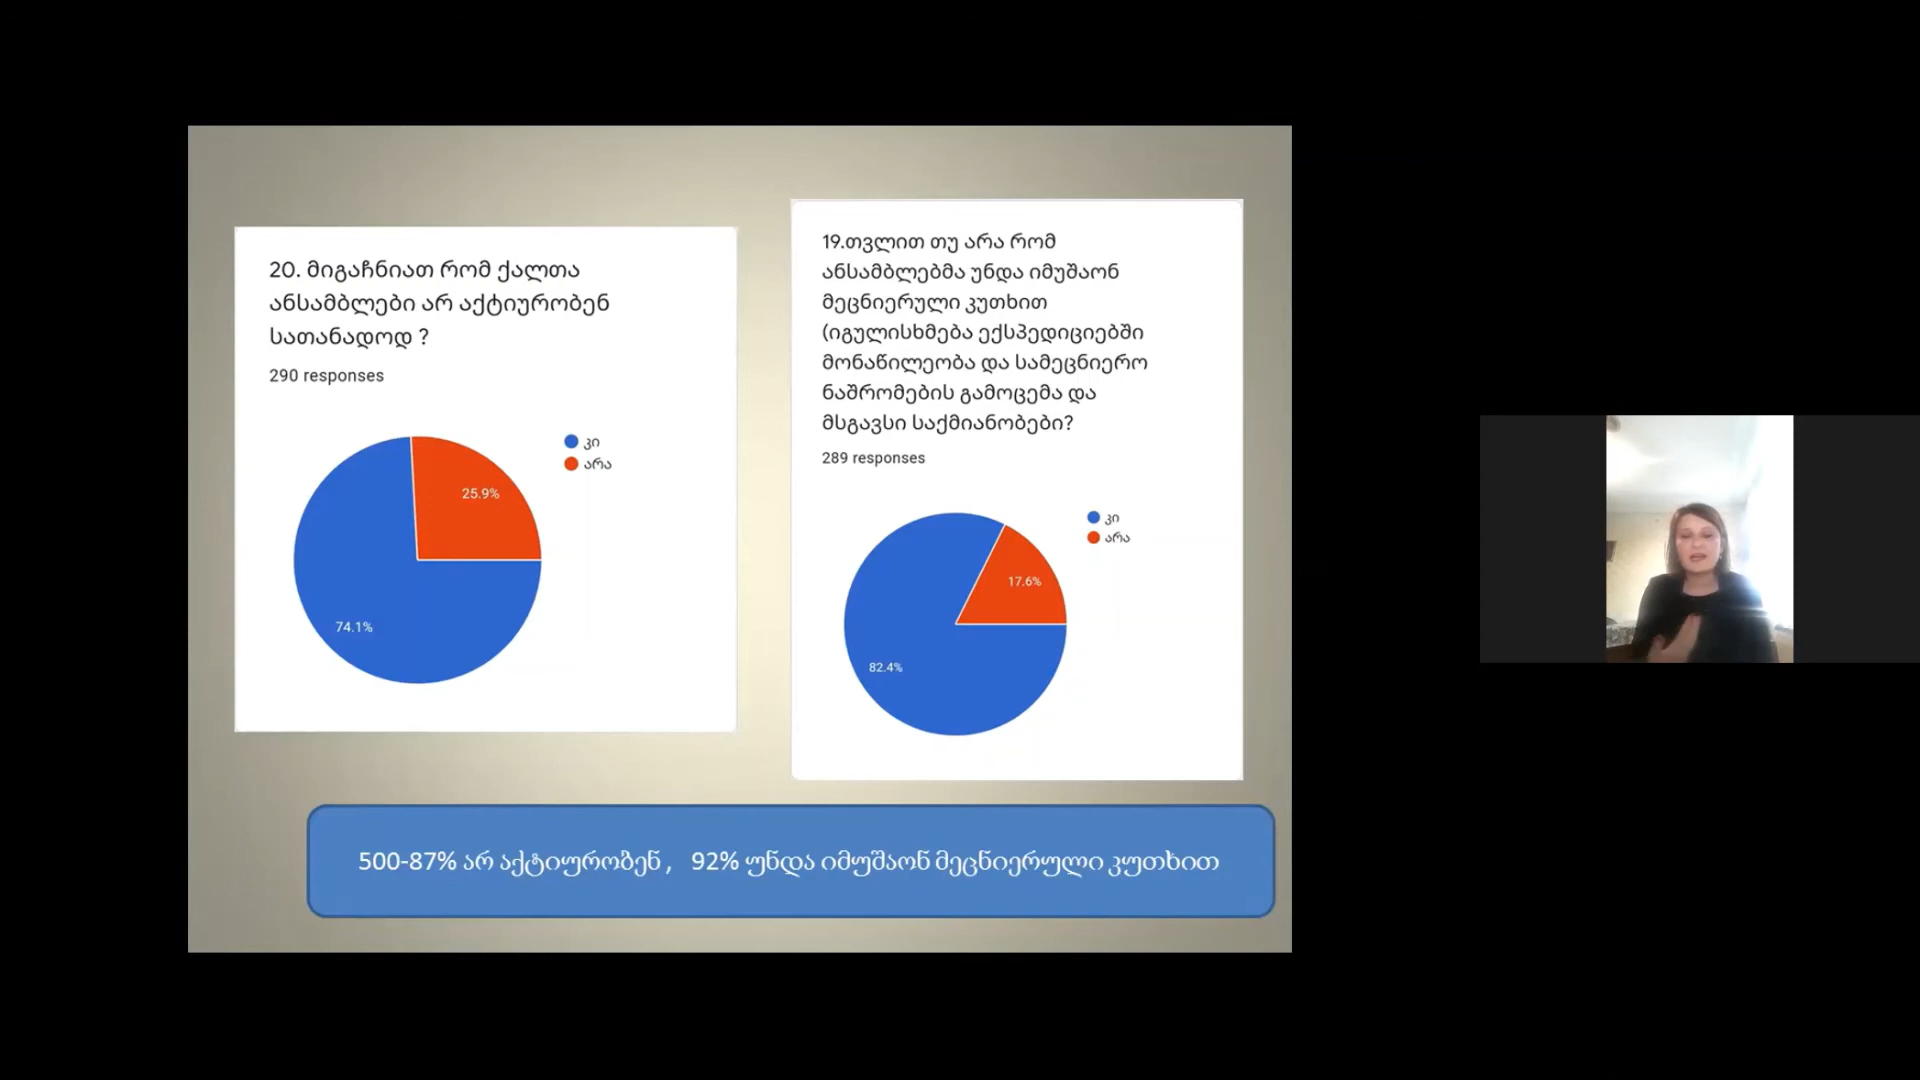 20. მიგაჩნიათ რომ ქალთა
ანსამბლები არ აქტიურობენ
სათანადოდ ?
290 responses
კი
არა
25.9%
74.1%
19.თვლით თუ არა რომ
ანსამბლებმა უნდა იმუშაონ
მეცნიერული კუთხით
(იგულისხმება ექსპედიციებში
მონაწილეობა და სამეცნიერო
ნაშრომების გამოცემა და
მსგავსი საქმიანობები?
289 responses
კი
არა
17.6%
82.4%
500-87% არ აქტიურობენ , 92% უნდა იმუშაონ მეცნიერული კუთხით